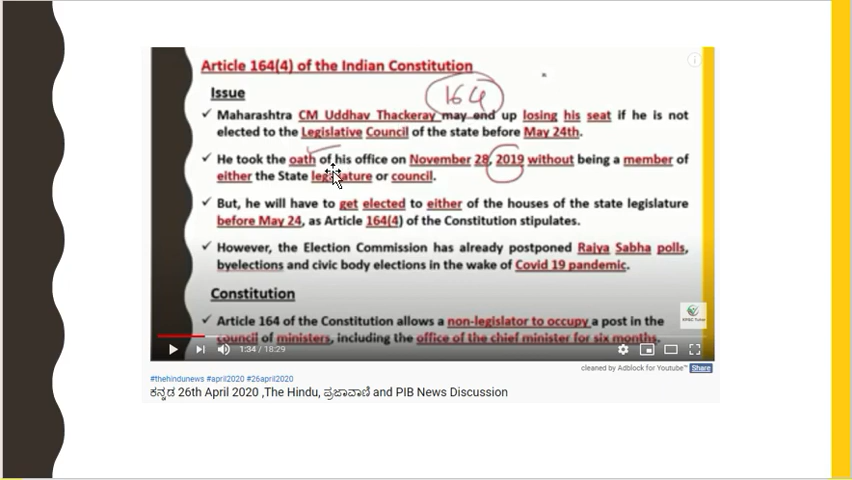 Article 164(4) of the Indian Constitution
164
Issue
✓ Maharashtra CM Uddhav Thackeray may end up losing his seat if he is not
elected to the Legislative Council of the state before May 24th.
✓ He took the oath of his office on November 28, 2019 without being a member of
either the State legislature or council.
✓ But, he will have to get elected to either of the houses of the state legislature
before May 24, as Article 164(4) of the Constitution stipulates.
✓ However, the Election Commission has already postponed Rajya Sabha polls,
byelections and civic body elections in the wake of Covid 19 pandemic.
Constitution
✓ Article 164 of the Constitution allows a non-legislator to occupy a post in the
council of ministers, including the office of the chief minister for six months.
1:34 / 18:29
cleaned by Adblock for Youtube™ Share
#thehindunews #april2020 #26april2020
ಕನ್ನಡ 26th April 2020 ,The Hindu, ಪ್ರಜಾವಾಣಿ and PIB News Discussion